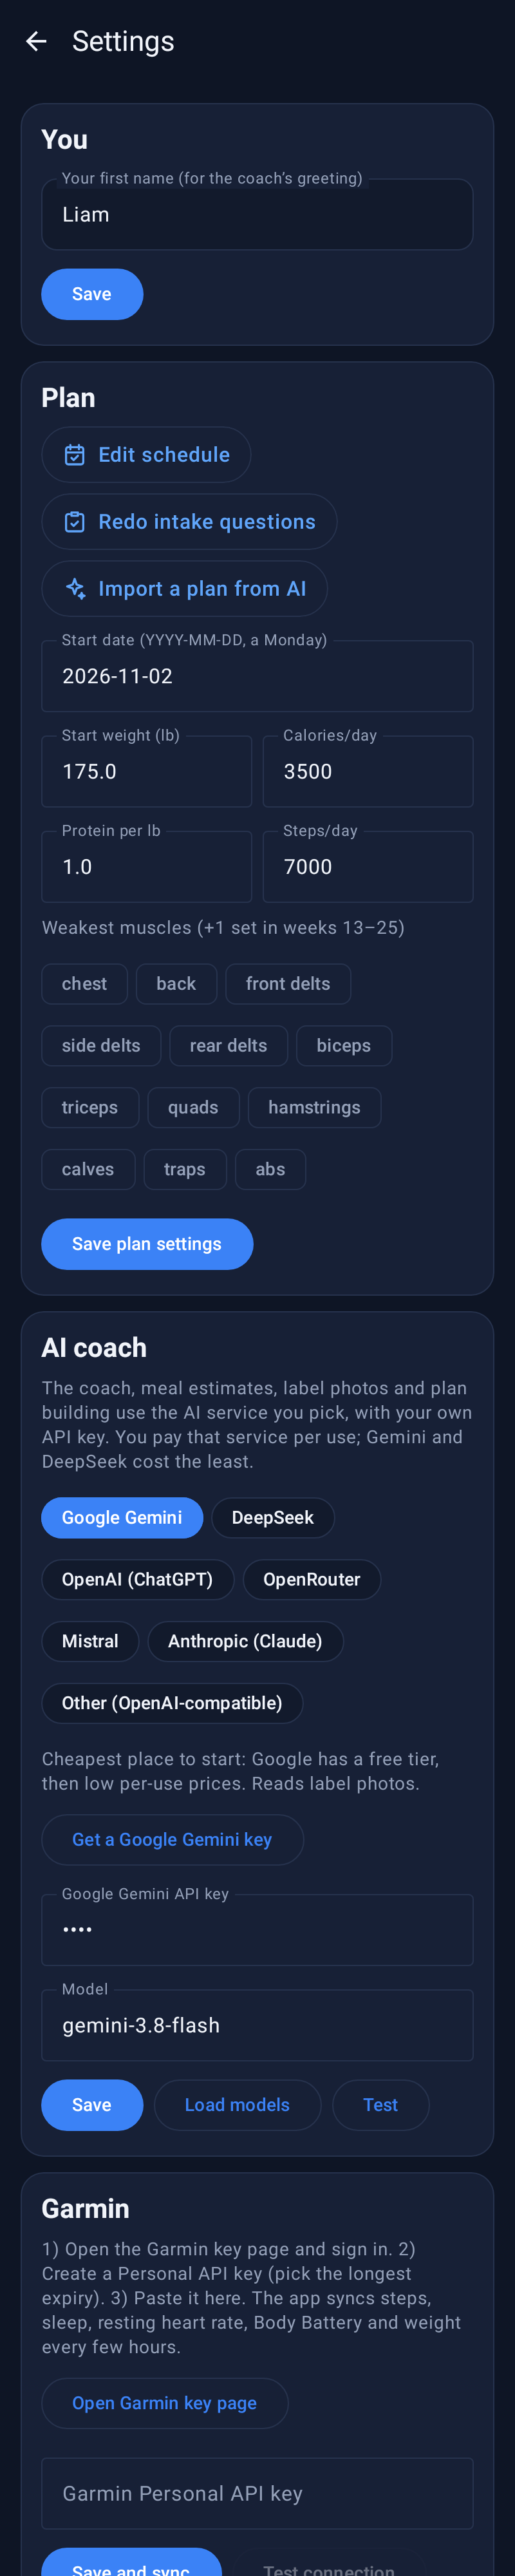 Settings
You
Your first name (for the coach’s greeting)
Liam
Save
Plan
Edit schedule
Redo intake questions
Import a plan from AI
Start date (YYYY-MM-DD, a Monday)
2026-11-02
Start weight (lb)
Calories/day
175.0
3500
Protein per lb
Steps/day
1.0
7000
Weakest muscles (+1 set in weeks 13–25)
chest back front delts
side delts rear delts biceps
triceps quads hamstrings
calves traps abs
Save plan settings
AI coach
The coach, meal estimates, label photos and plan
building use the AI service you pick, with your own
API key. You pay that service per use; Gemini and
DeepSeek cost the least.
Google Gemini DeepSeek
OpenAI (ChatGPT) OpenRouter
Mistral Anthropic (Claude)
Other (OpenAI-compatible)
Cheapest place to start: Google has a free tier,
then low per-use prices. Reads label photos.
Get a Google Gemini key
Google Gemini API key
••••
Model
gemini-3.8-flash
Save Load models Test
Garmin
1) Open the Garmin key page and sign in. 2)
Create a Personal API key (pick the longest
expiry). 3) Paste it here. The app syncs steps,
sleep, resting heart rate, Body Battery and weight
every few hours.
Open Garmin key page
Garmin Personal API key
Save and sync Test connection